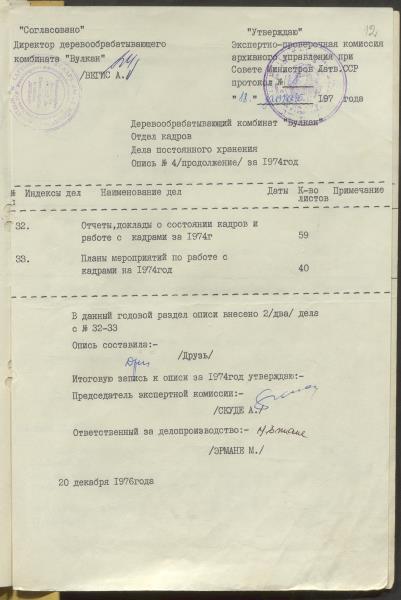 12
"Согласовано"
Директор деревообрабатывающего
комбината "Вулкан"
/ВЕГИС А./
"Утверждаю"
Экспертно-проверочная комиссия
архивного управления при
Совете Министров Латв.ССР
протокол №
"18." 197 года
Деревообрабатывающий комбинат "Вулкан"
Отдел кадров
Дела постоянного хранения
Опись № 4/продолжение/ за 1974год
№ Индексы дел Наименование дел Даты К-во листов Примечание
32. Отчеты,доклады о состоянии кадров и
работе с кадрами за 1974г 59
33. Планы мероприятий по работе с
кадрами на 1974год 40
В данный годовой раздел описи внесено 2/два/ дела
с № 32-33
Опись составила:-
/Друзь/
Итоговую запись к описи за 1974год утверждаю:-
Председатель экспертной комиссии:-
/СКУДЕ А./
Ответственный за делопроизводство:-
/ЭРМАНЕ М./
20 декабря 1976года